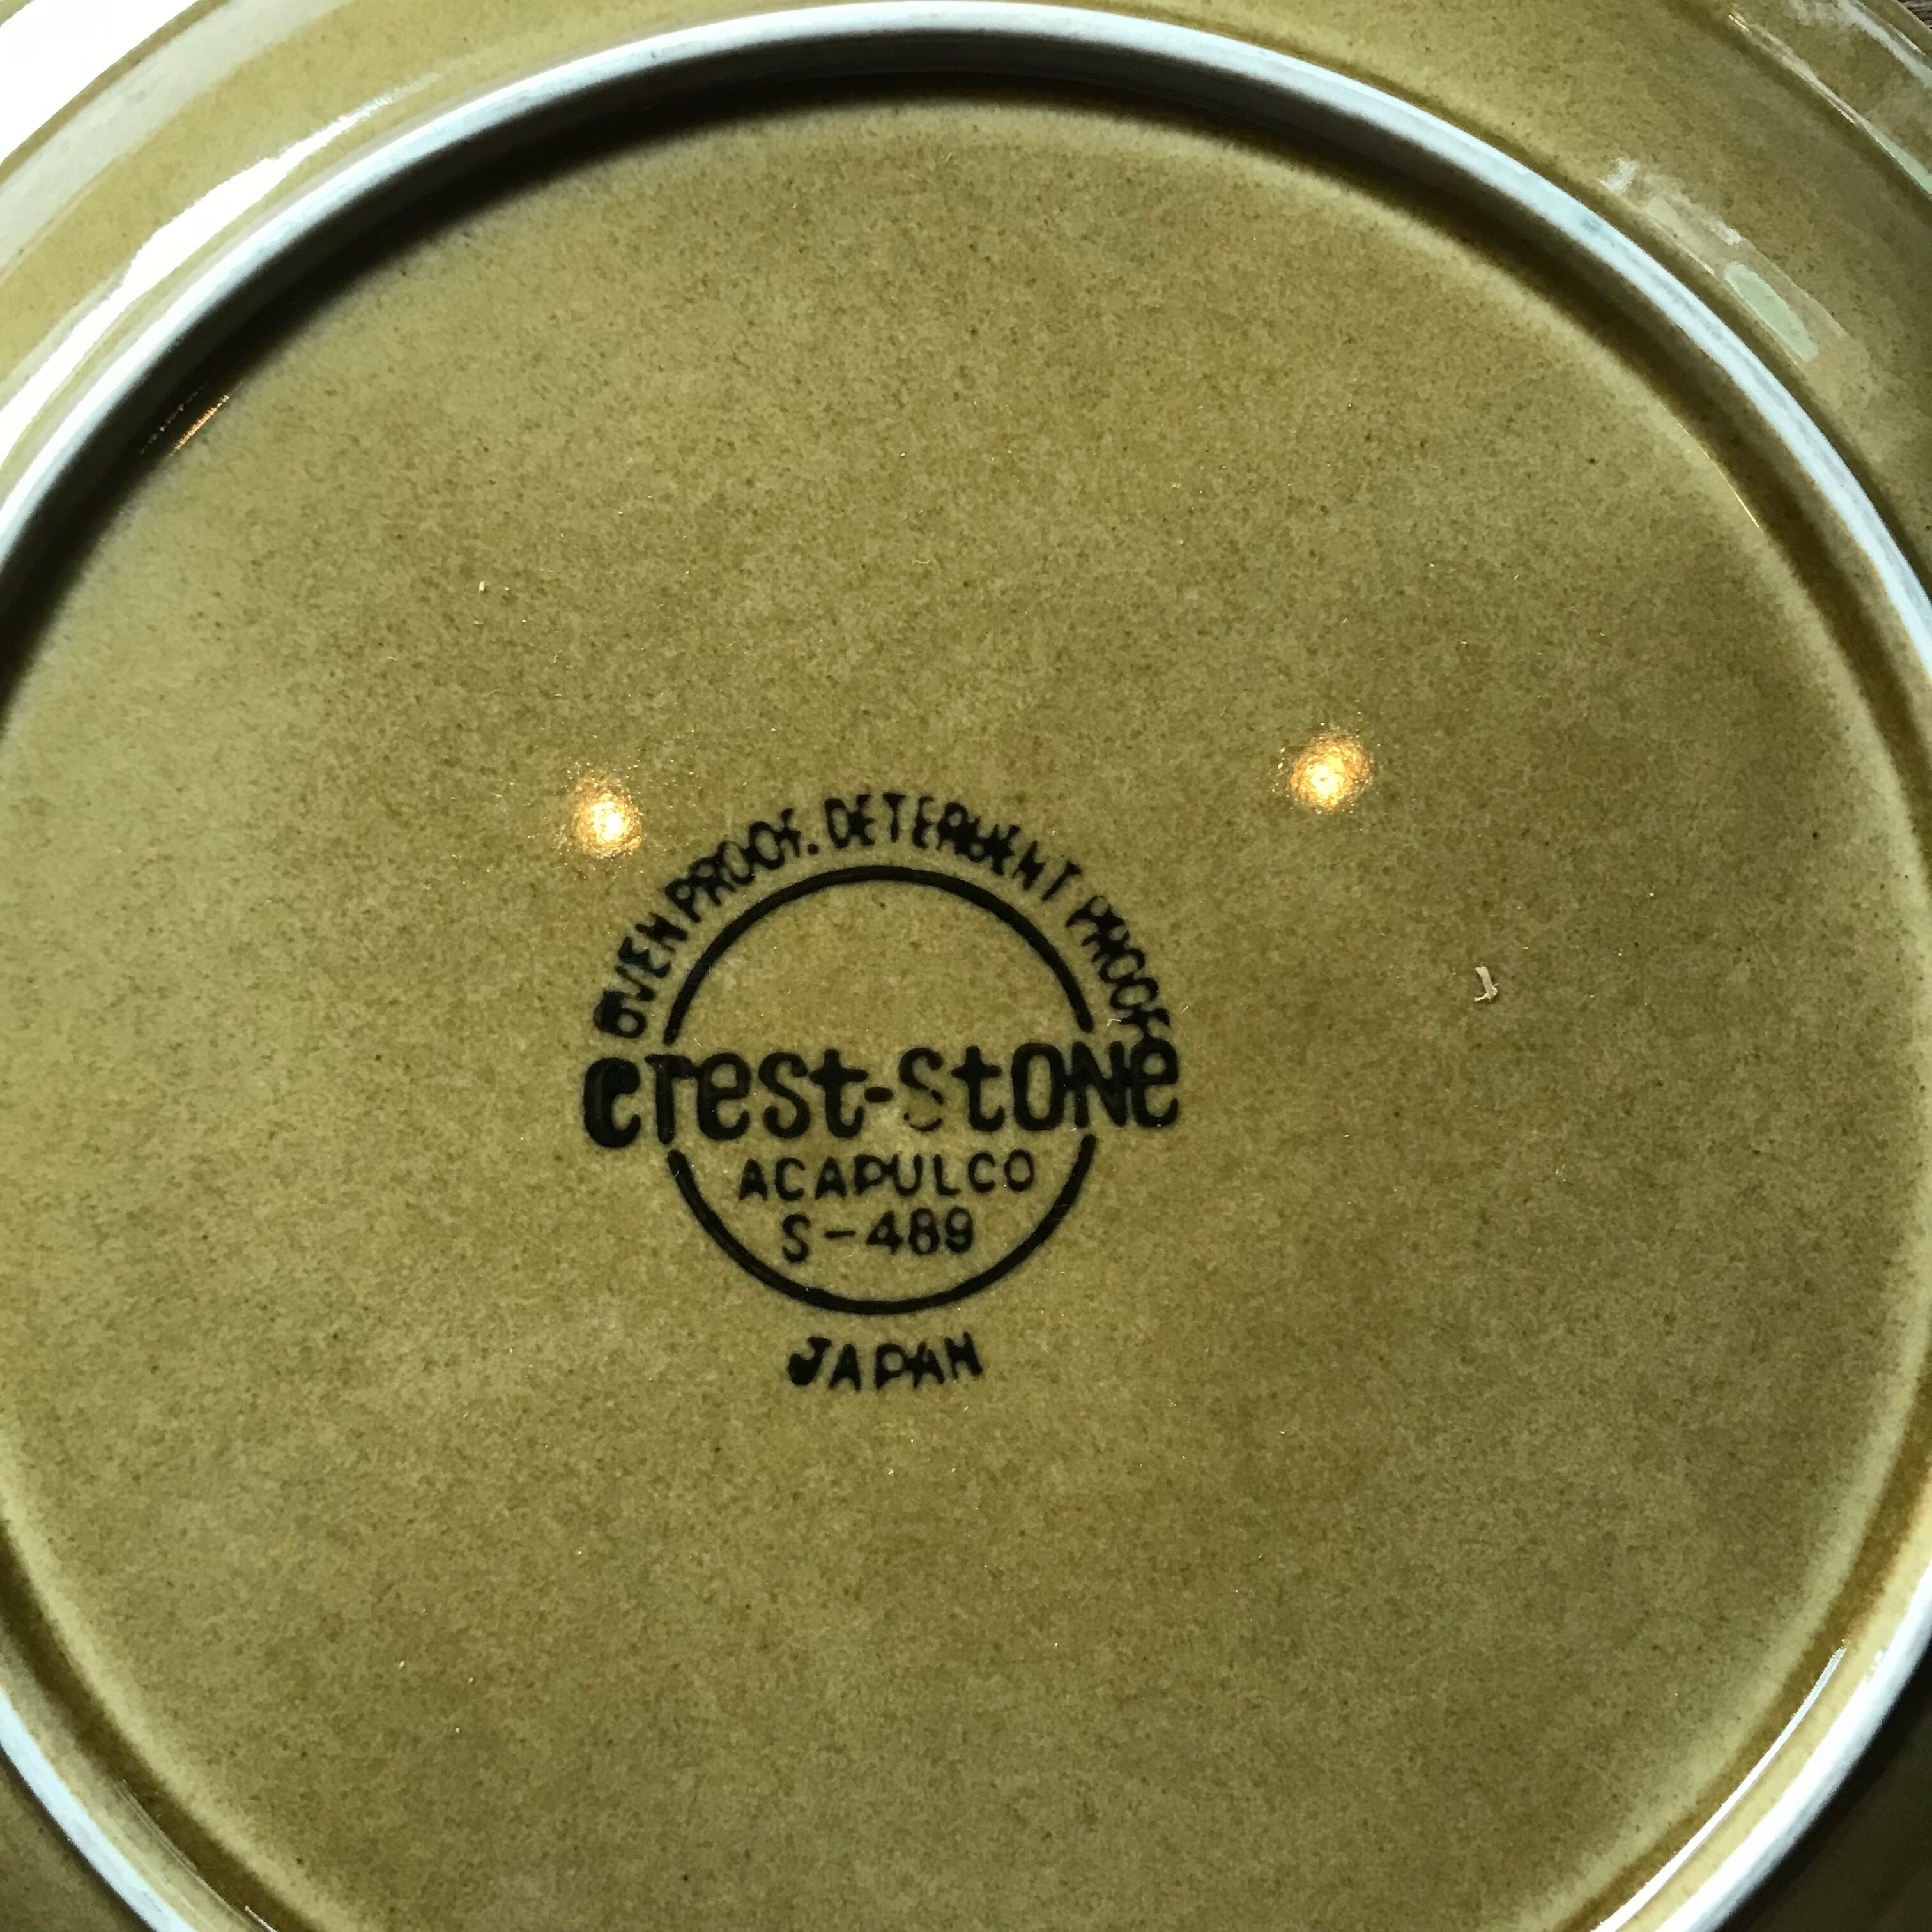 OVEN PROOF. DETERGENT PROOF
crest-stone
ACAPULCO
S-489
JAPAN